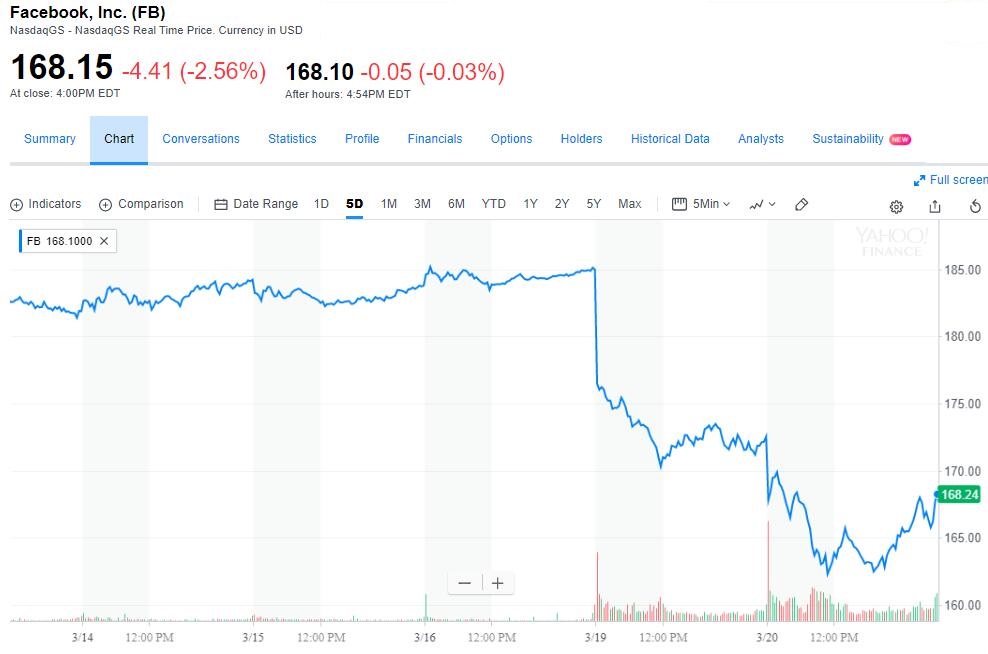 Facebook, Inc. (FB)
NasdaqGS - NasdaqGS Real Time Price. Currency in USD
168.15 -4.41 (-2.56%) 168.10 -0.05 (-0.03%)
At close: 4:00PM EDT After hours: 4:54PM EDT
Summary Chart Conversations Statistics Profile Financials Options Holders Historical Data Analysts Sustainability NEW
Full screen
Indicators Comparison Date Range 1D 5D 1M 3M 6M YTD 1Y 2Y 5Y Max 5Min
FB 168.1000
YAHOO!
FINANCE
185.00
180.00
175.00
170.00
168.24
165.00
160.00
3/14 12:00 PM 3/15 12:00 PM 3/16 12:00 PM 3/19 12:00 PM 3/20 12:00 PM